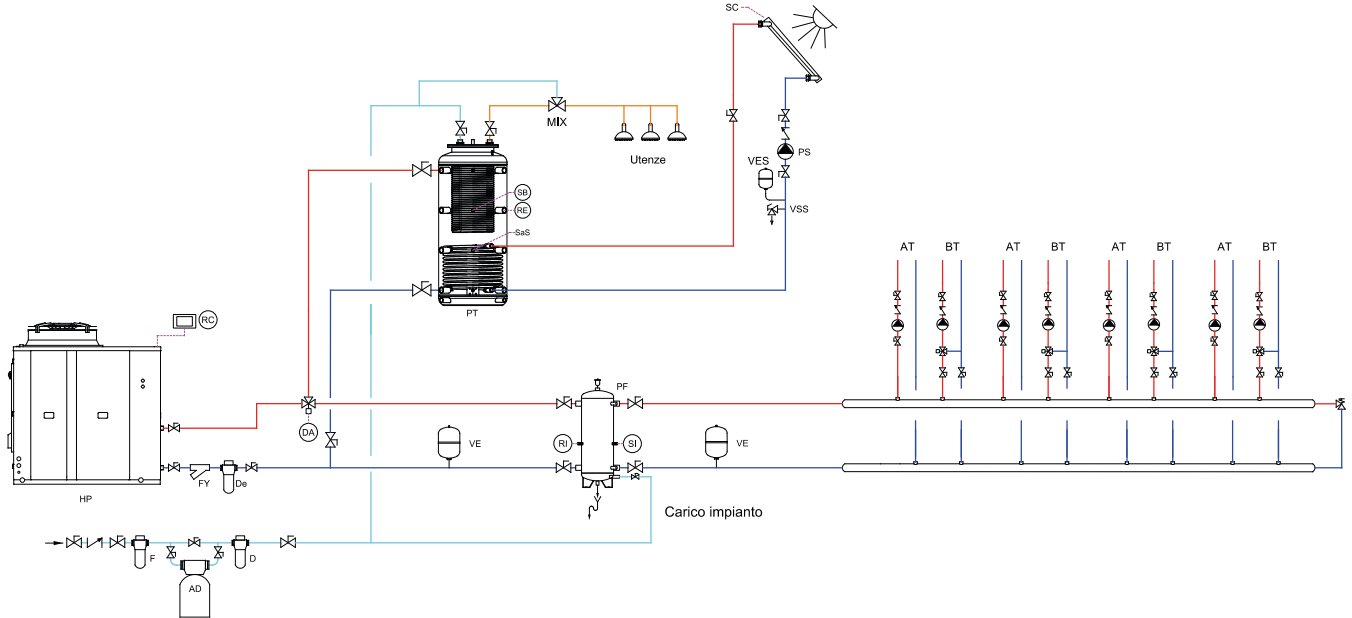 SC
MIX
Utenze
PS
VES
VSS
SB
RE
SaS
PT
AT BT AT BT AT BT AT BT
RC
HP
DA
FY
De
VE
PF
RI
SI
VE
Carico impianto
F
D
AD